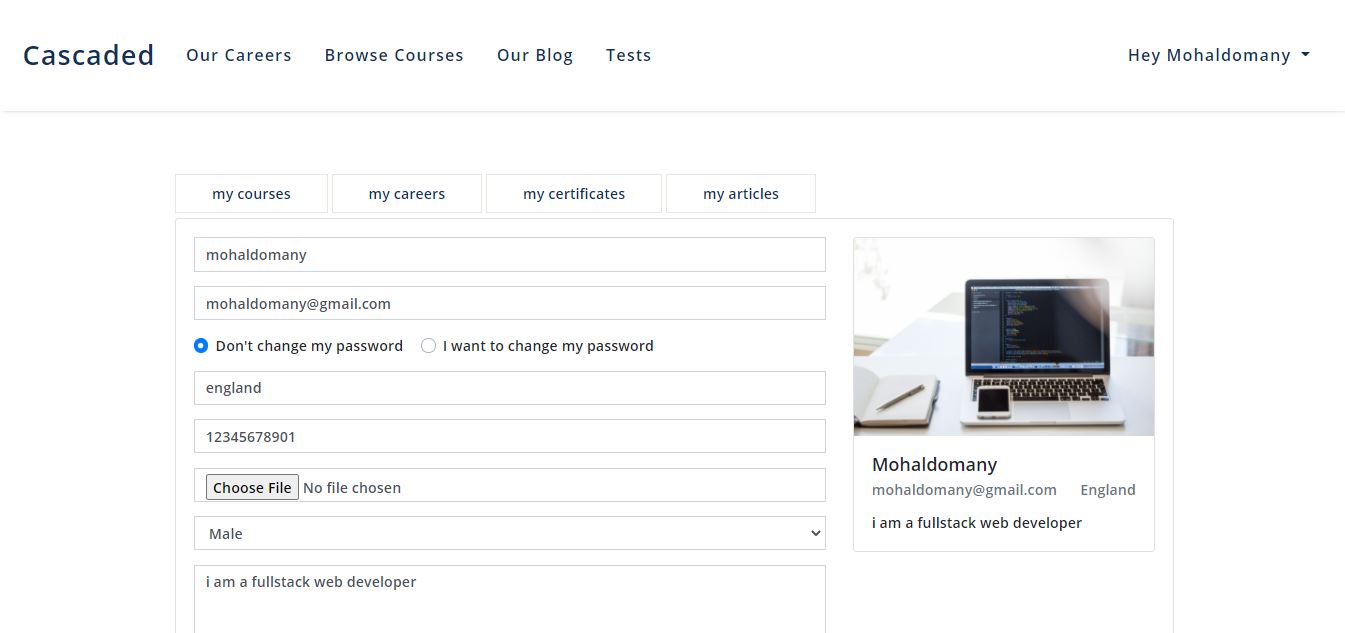 Cascaded Our Careers Browse Courses Our Blog Tests Hey Mohaldomany
my courses my careers my certificates my articles
mohaldomany
mohaldomany@gmail.com
Don't change my password I want to change my password
england
12345678901
Choose File No file chosen
Male
i am a fullstack web developer
Mohaldomany
mohaldomany@gmail.com England
i am a fullstack web developer